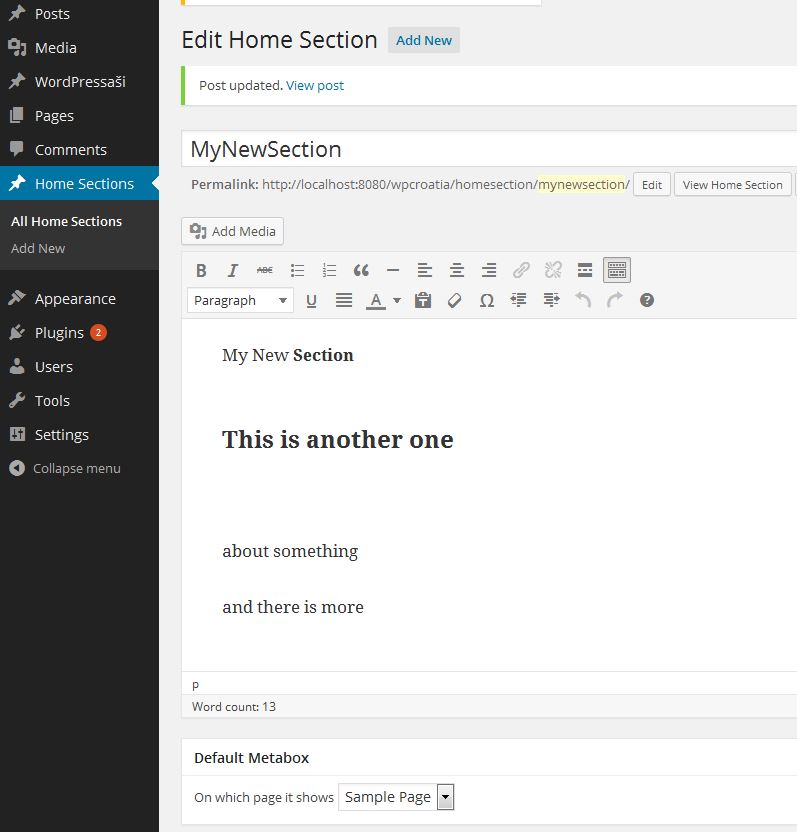 Posts
Media
WordPressaši
Pages
Comments
Home Sections
All Home Sections
Add New
Appearance
Plugins 2
Users
Tools
Settings
Collapse menu
Edit Home Section Add New
Post updated. View post
MyNewSection
Permalink: http://localhost:8080/wpcroatia/homesection/mynewsection/ Edit View Home Section
Add Media
B I ABC
Paragraph U A
My New Section
This is another one
about something
and there is more
p
Word count: 13
Default Metabox
On which page it shows Sample Page